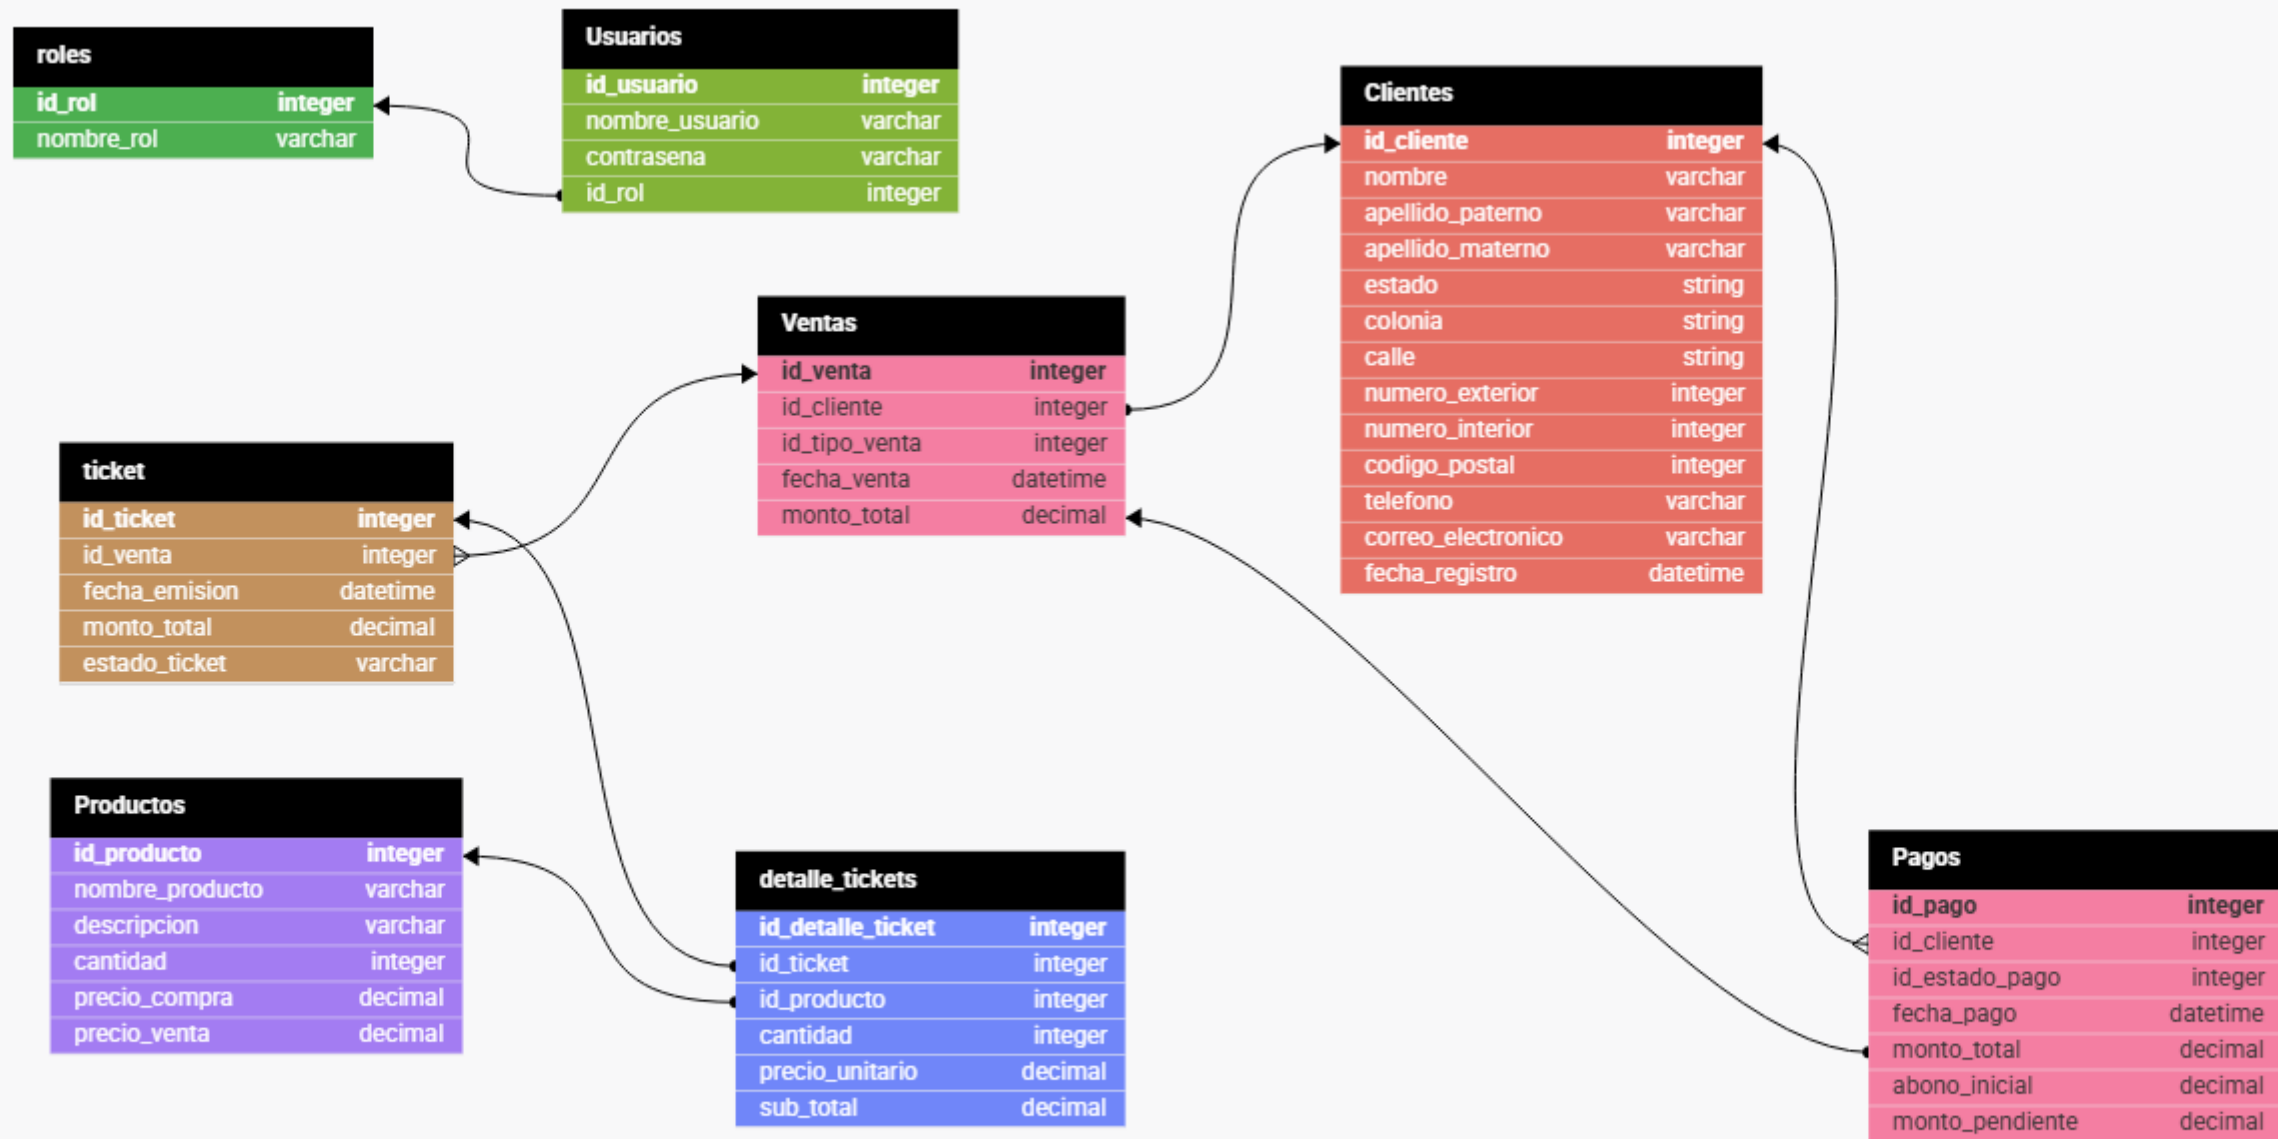 roles
id_rol integer
nombre_rol varchar
Usuarios
id_usuario integer
nombre_usuario varchar
contrasena varchar
id_rol integer
Clientes
id_cliente integer
nombre varchar
apellido_paterno varchar
apellido_materno varchar
estado string
colonia string
calle string
numero_exterior integer
numero_interior integer
codigo_postal integer
telefono varchar
correo_electronico varchar
fecha_registro datetime
Ventas
id_venta integer
id_cliente integer
id_tipo_venta integer
fecha_venta datetime
monto_total decimal
ticket
id_ticket integer
id_venta integer
fecha_emision datetime
monto_total decimal
estado_ticket varchar
Productos
id_producto integer
nombre_producto varchar
descripcion varchar
cantidad integer
precio_compra decimal
precio_venta decimal
detalle_tickets
id_detalle_ticket integer
id_ticket integer
id_producto integer
cantidad integer
precio_unitario decimal
sub_total decimal
Pagos
id_pago integer
id_cliente integer
id_estado_pago integer
fecha_pago datetime
monto_total decimal
abono_inicial decimal
monto_pendiente decimal